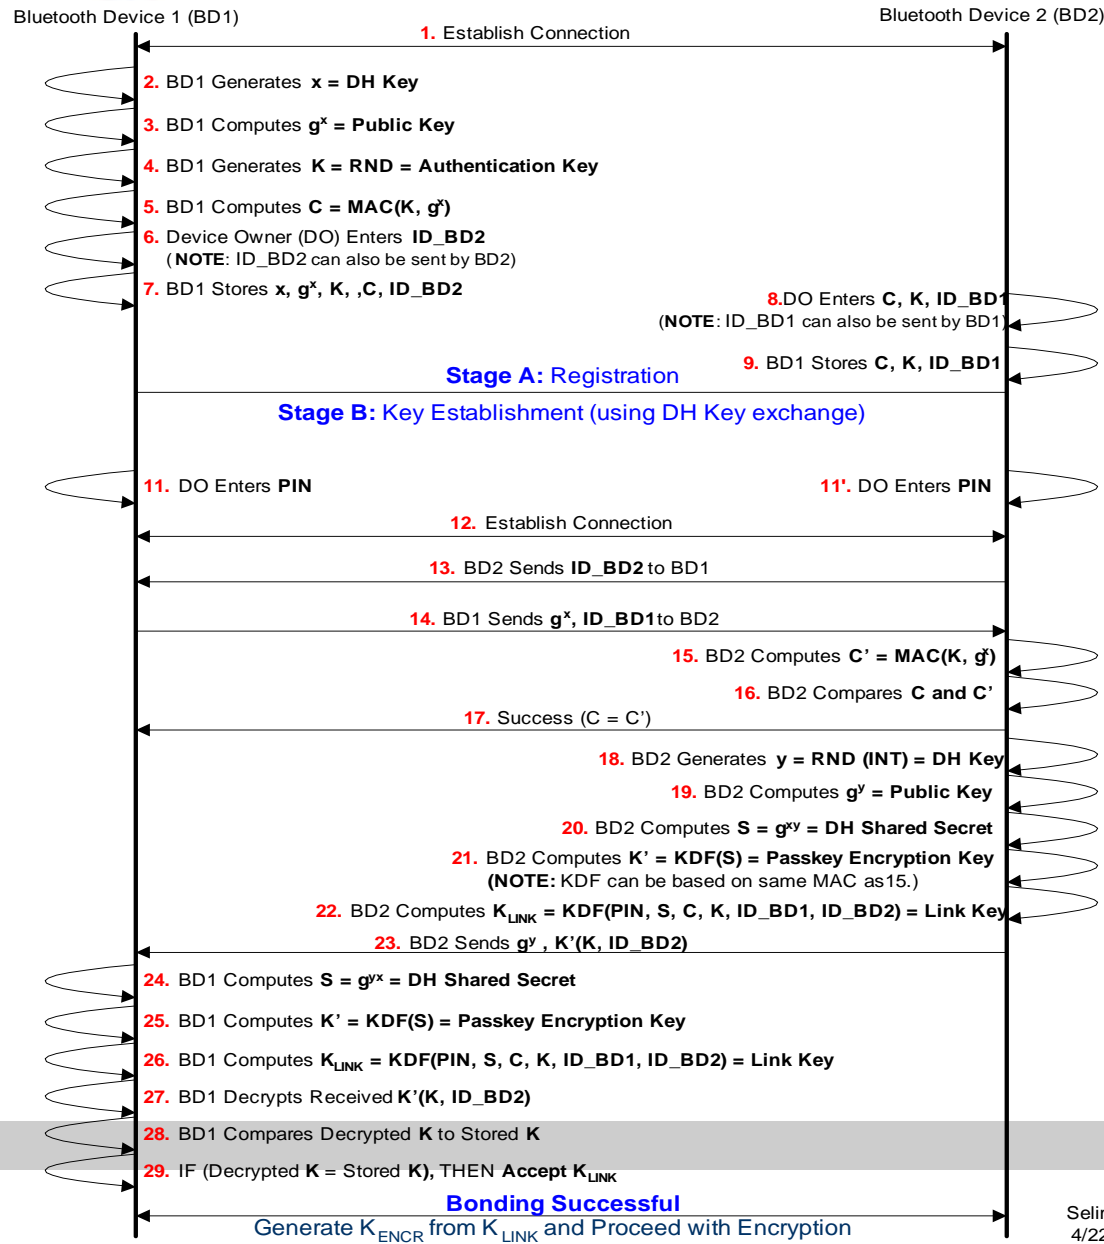 Bluetooth Device 1 (BD1)
Bluetooth Device 2 (BD2)
1. Establish Connection
2. BD1 Generates x = DH Key
3. BD1 Computes gˣ = Public Key
4. BD1 Generates K = RND = Authentication Key
5. BD1 Computes C = MAC(K, gˣ)
6. Device Owner (DO) Enters ID_BD2
( NOTE: ID_BD2 can also be sent by BD2)
7. BD1 Stores x, gˣ, K, ,C, ID_BD2
8.DO Enters C, K, ID_BD1
(NOTE: ID_BD1 can also be sent by BD1)
9. BD1 Stores C, K, ID_BD1
Stage A: Registration
Stage B: Key Establishment (using DH Key exchange)
11. DO Enters PIN
11'. DO Enters PIN
12. Establish Connection
13. BD2 Sends ID_BD2 to BD1
14. BD1 Sends gˣ, ID_BD1 to BD2
15. BD2 Computes C’ = MAC(K, gˣ)
16. BD2 Compares C and C’
17. Success (C = C’)
18. BD2 Generates y = RND (INT) = DH Key
19. BD2 Computes gʸ = Public Key
20. BD2 Computes S = gˣʸ = DH Shared Secret
21. BD2 Computes K’ = KDF(S) = Passkey Encryption Key
(NOTE: KDF can be based on same MAC as15.)
22. BD2 Computes K_LINK = KDF(PIN, S, C, K, ID_BD1, ID_BD2) = Link Key
23. BD2 Sends gʸ , K’(K, ID_BD2)
24. BD1 Computes S = gʸˣ = DH Shared Secret
25. BD1 Computes K’ = KDF(S) = Passkey Encryption Key
26. BD1 Computes K_LINK = KDF(PIN, S, C, K, ID_BD1, ID_BD2) = Link Key
27. BD1 Decrypts Received K’(K, ID_BD2)
28. BD1 Compares Decrypted K to Stored K
29. IF (Decrypted K = Stored K), THEN Accept K_LINK
Bonding Successful
Generate K_ENCR from K_LINK and Proceed with Encryption
4/22